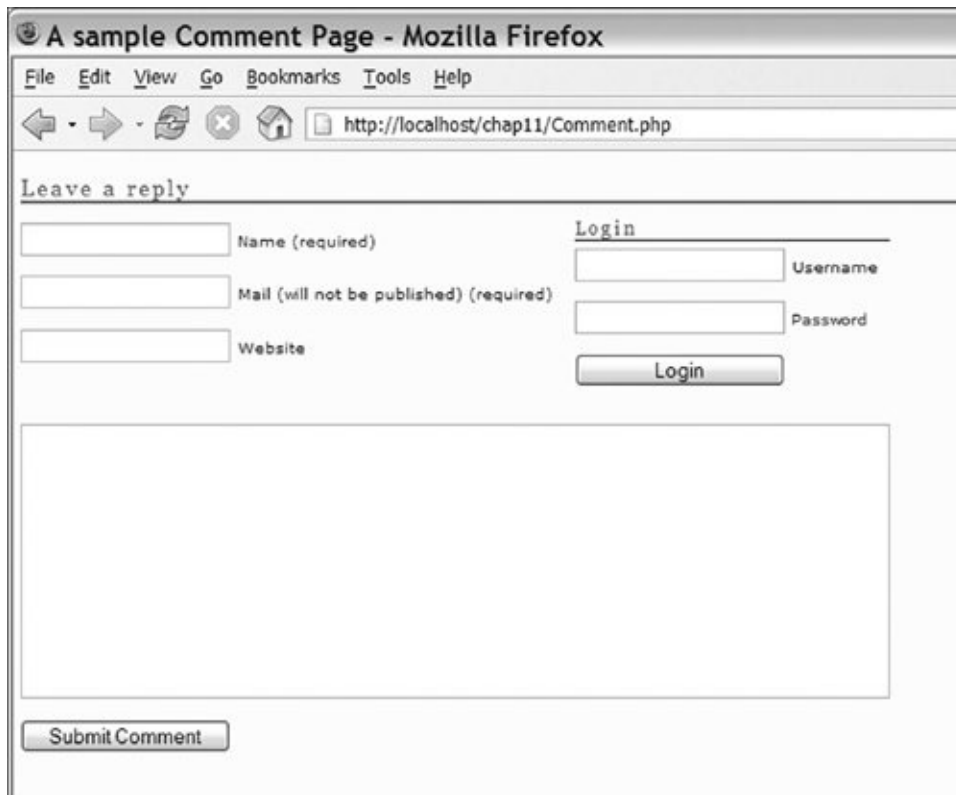 A sample Comment Page - Mozilla Firefox
File Edit View Go Bookmarks Tools Help
http://localhost/chap11/Comment.php
Leave a reply
Name (required)
Mail (will not be published) (required)
Website
Login
Username
Password
Login
Submit Comment